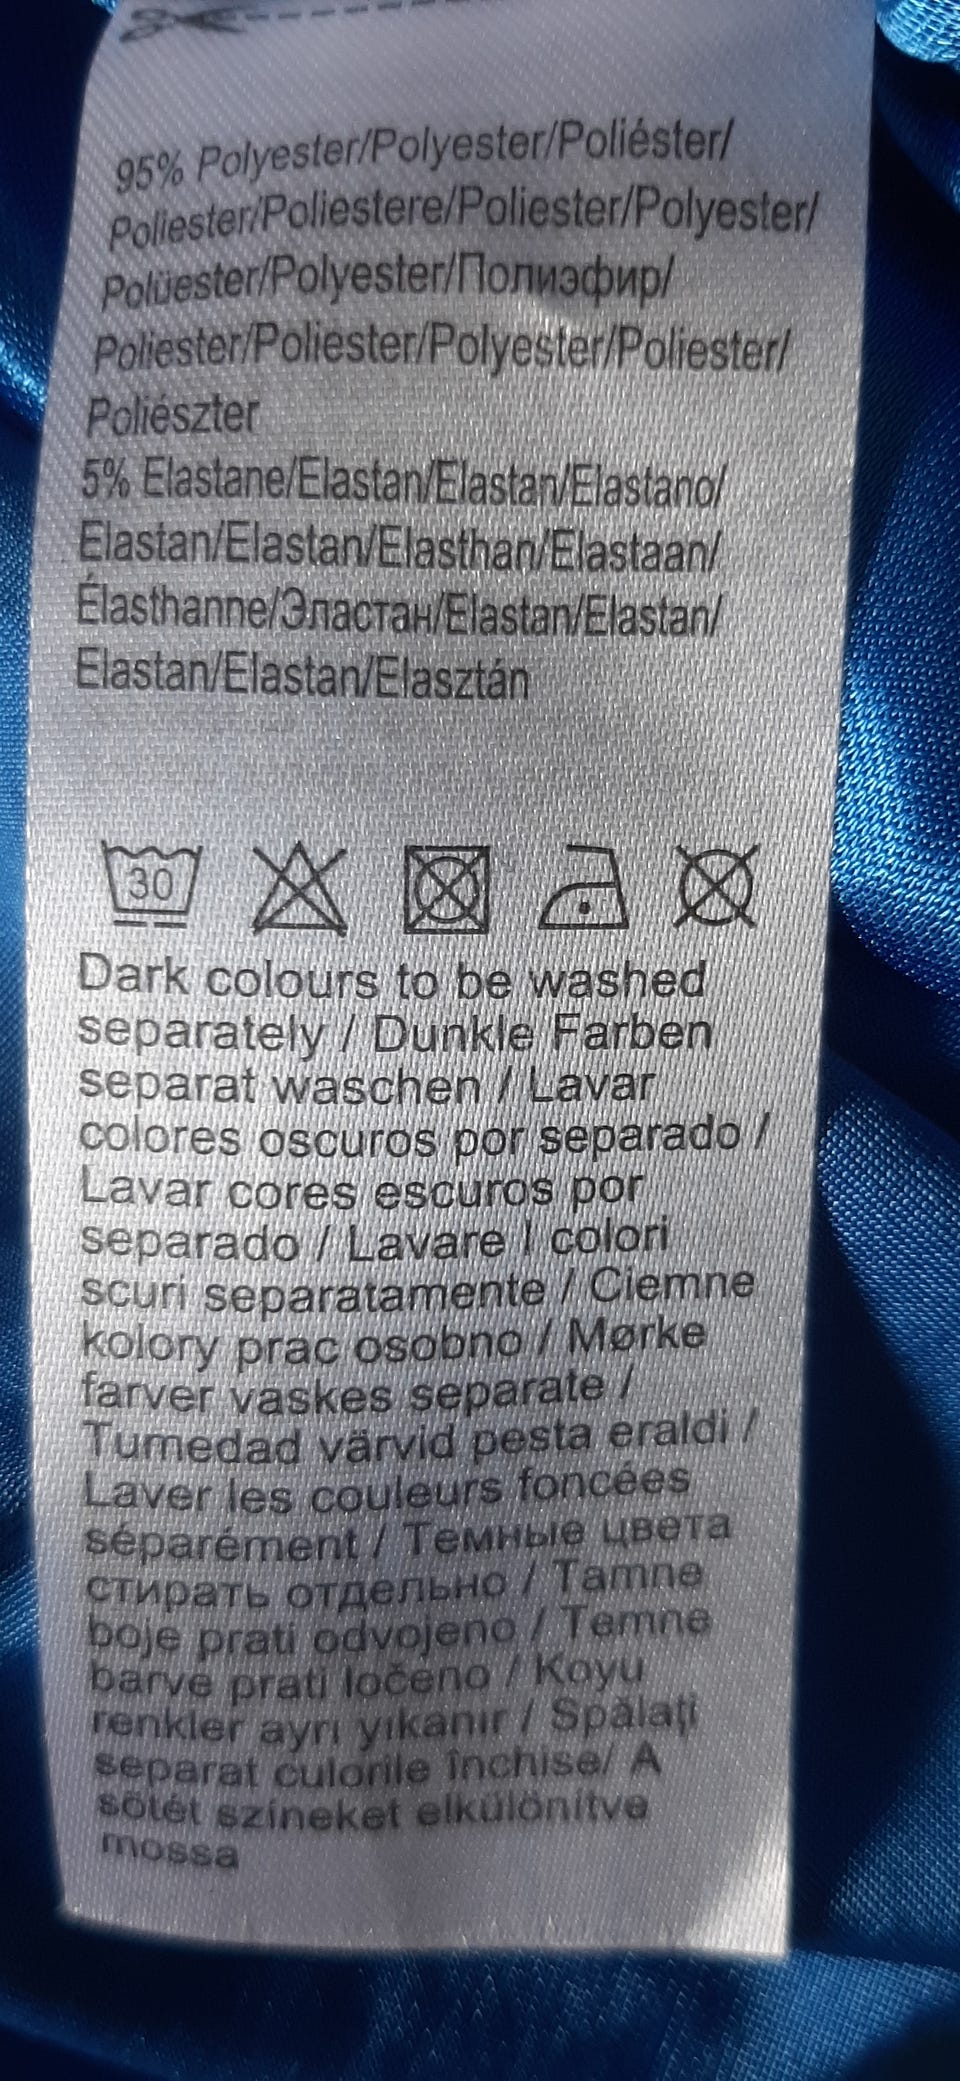 95% Polyester/Polyester/Poliéster/
Poliester/Poliestere/Poliester/Polyester/
Polüester/Polyester/Полиэфир/
Poliester/Poliester/Polyester/Poliester/
Poliészter
5% Elastane/Elastan/Elastan/Elastano/
Elastan/Elastan/Elasthan/Elastaan/
Élasthanne/Эластан/Elastan/Elastan/
Elastan/Elastan/Elasztán
30
Dark colours to be washed
separately / Dunkle Farben
separat waschen / Lavar
colores oscuros por separado /
Lavar cores escuros por
separado / Lavare I colori
scuri separatamente / Ciemne
kolory prac osobno / Mørke
farver vaskes separate /
Tumedad värvid pesta eraldi /
Laver les couleurs foncées
séparément / Темные цвета
стирать отдельно / Tamne
boje prati odvojeno / Temne
barve prati ločeno / Koyu
renkler ayrı yıkanır / Spălați
separat culorile închise/ A
sötét színeket elkülönítve
mossa